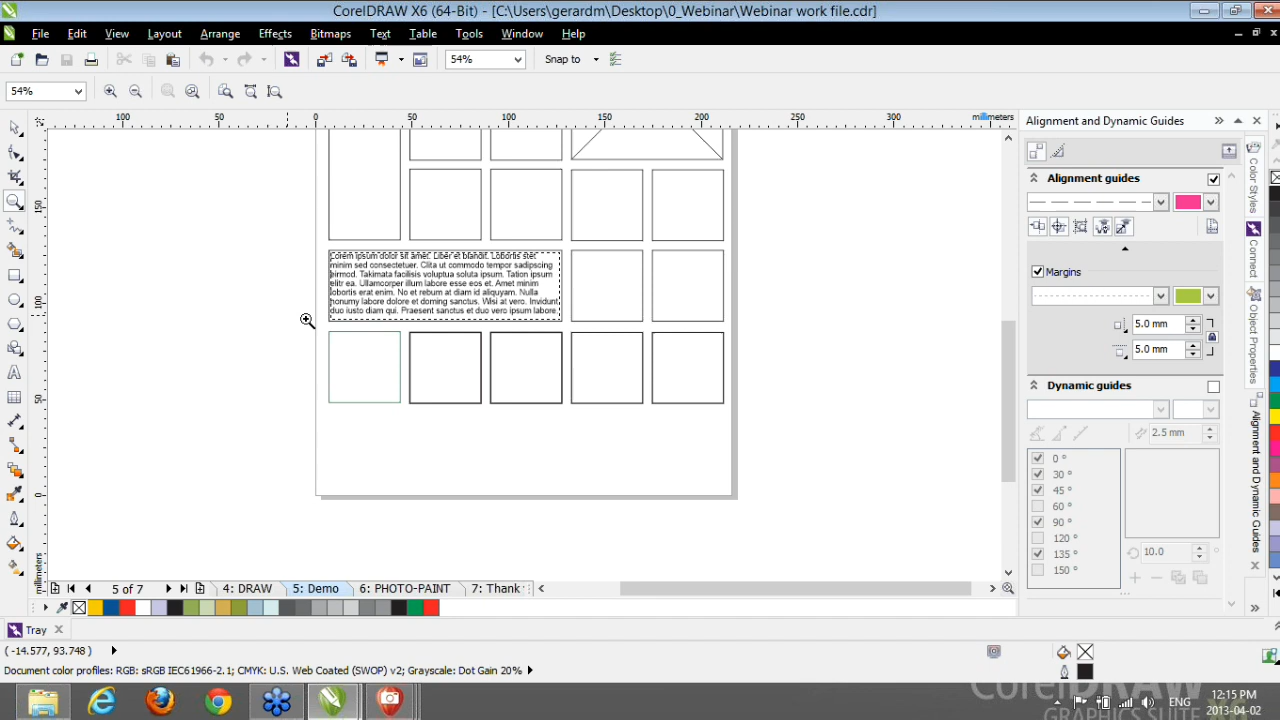 CorelDRAW X6 (64-Bit) - [C:\Users\gerardm\Desktop\0_Webinar\Webinar work file.cdr]
File Edit View Layout Arrange Effects Bitmaps Text Table Tools Window Help
54% Snap to
54%
100 50 0 50 100 150 200 250 300 millimeters
150
100
50
0
millimeters
Lorem ipsum dolor sit amet. Liber et blandit. Lobortis stet
minim sed consectetuer. Clita ut commodo tempor sadipscing
eirmod. Takimata facilisis voluptua soluta ipsum. Tation ipsum
elitr ea. Ullamcorper illum labore esse eos et. Amet minim
lobortis erat enim. No et rebum at diam id aliquyam. Nulla
nonumy labore dolore et doming sanctus. Wisi at vero. Invidunt
duo iusto diam qui. Praesent sanctus et duo vero ipsum labore.
Alignment and Dynamic Guides
Alignment guides
Margins
5.0 mm
5.0 mm
Dynamic guides
2.5 mm
0 º
30 º
45 º
60 º
90 º
120 º
135 º
150 º
10.0 º
Color Styles
Connect
Object Properties
Alignment and Dynamic Guides
5 of 7 4: DRAW 5: Demo 6: PHOTO-PAINT 7: Thank
Tray
( -14.577, 93.748 )
Document color profiles: RGB: sRGB IEC61966-2.1; CMYK: U.S. Web Coated (SWOP) v2; Grayscale: Dot Gain 20%
CorelDRAW
GRAPHICS SUITE X6
ENG
12:15 PM
2013-04-02